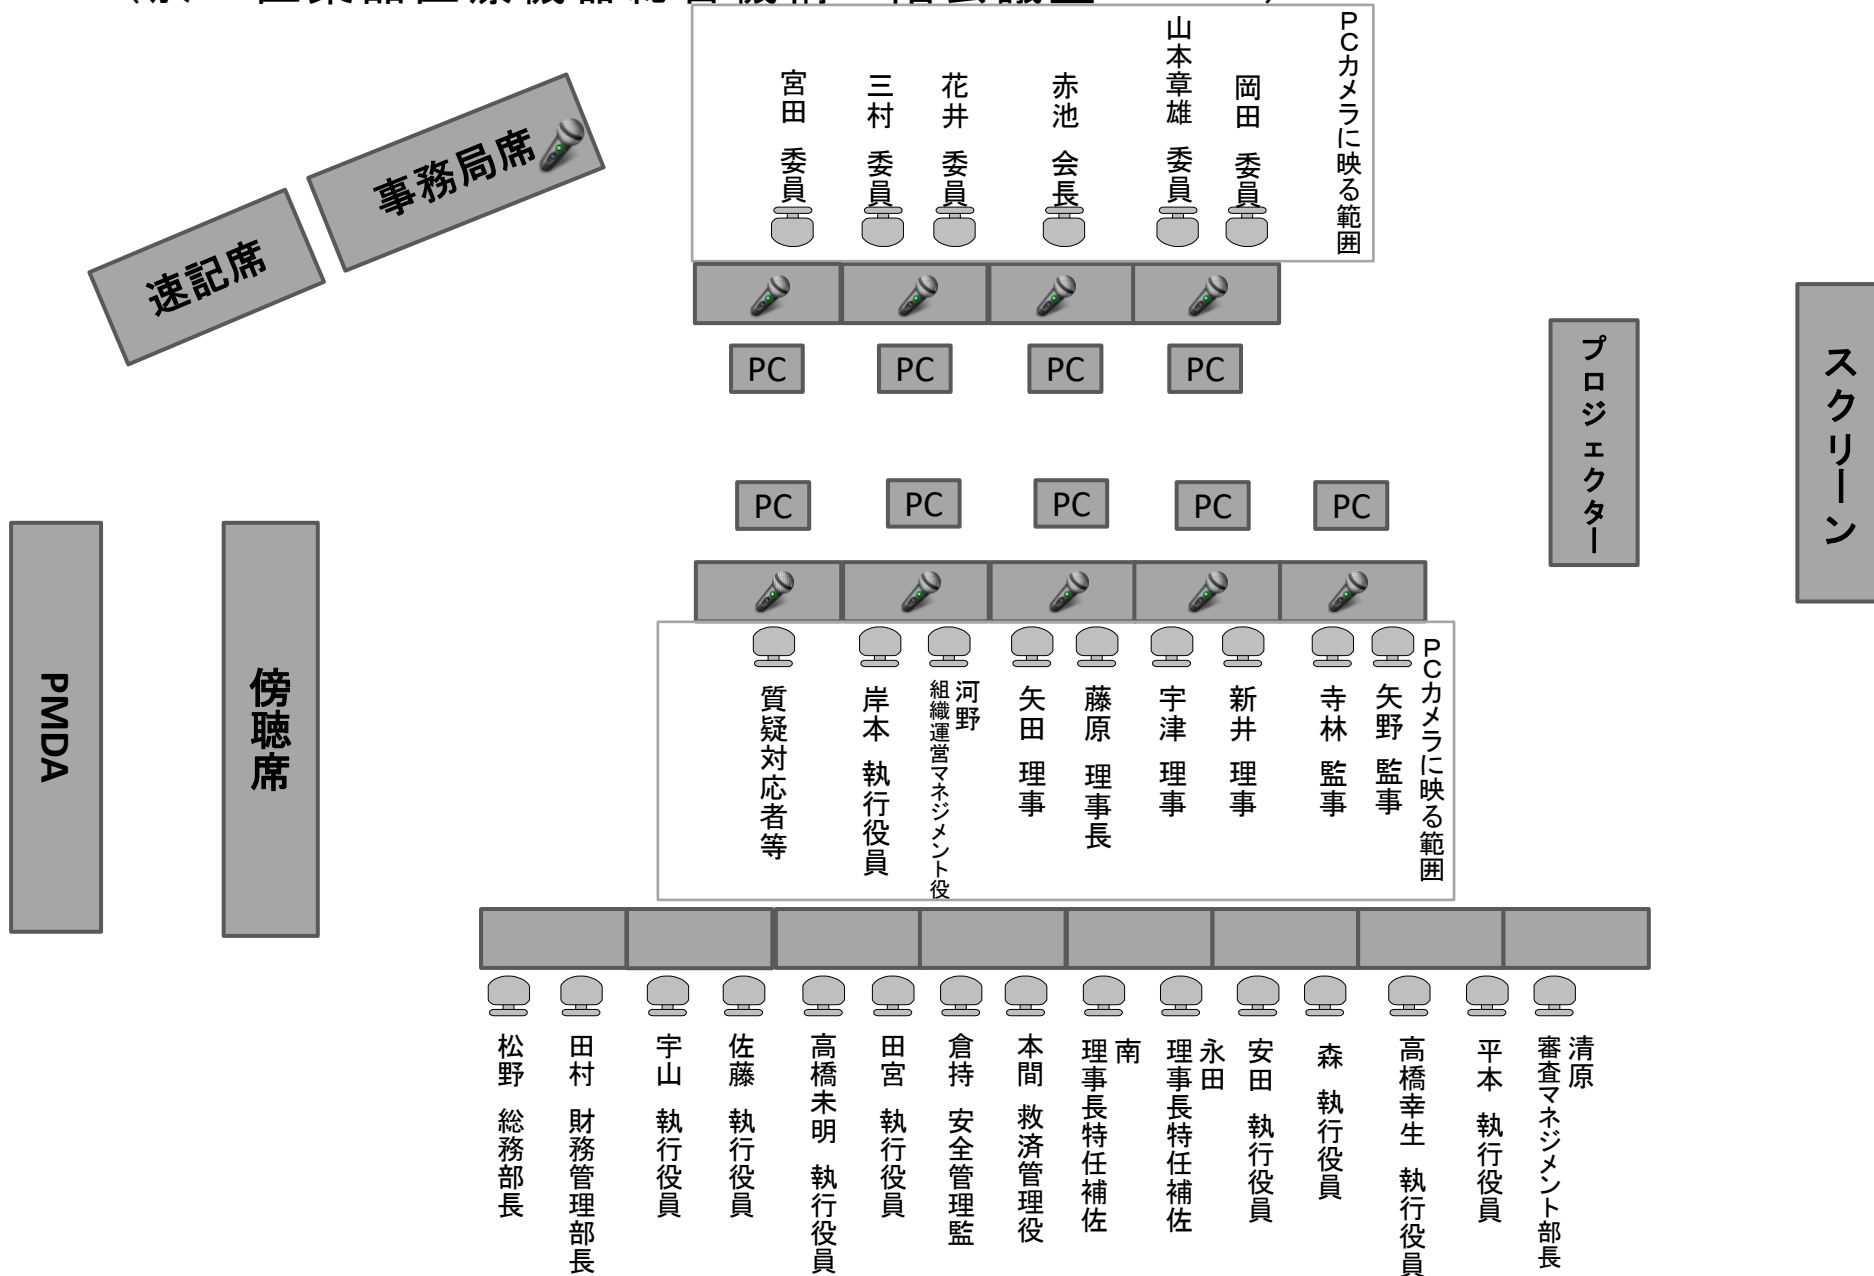 宮田 委員
三村 委員
花井 委員
赤池 会長
山本章雄 委員
岡田 委員
PCカメラに映る範囲
事務局席
速記席
PC
PC
PC
PC
プロジェクター
スクリーン
PC
PC
PC
PC
PC
PMDA
傍聴席
質疑対応者等
岸本 執行役員
河野
組織運営マネジメント役
矢田 理事
藤原 理事長
宇津 理事
新井 理事
寺林 監事
矢野 監事
PCカメラに映る範囲
松野 総務部長
田村 財務管理部長
宇山 執行役員
佐藤 執行役員
高橋未明 執行役員
田宮 執行役員
倉持 安全管理監
本間 救済管理役
南
理事長特任補佐
永田
理事長特任補佐
安田 執行役員
森 執行役員
高橋幸生 執行役員
平本 執行役員
清原
審査マネジメント部長